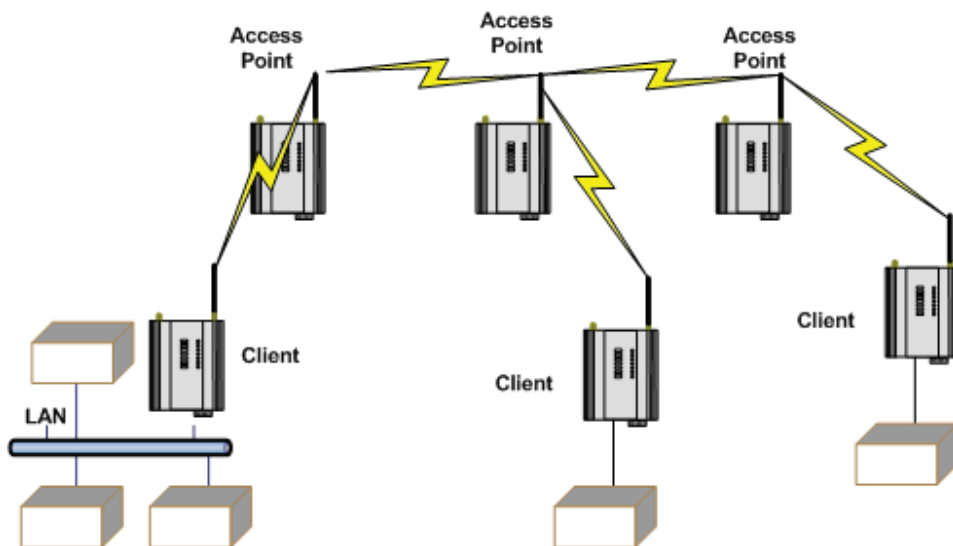 Access
Point
Access
Point
Access
Point
Client
Client
Client
LAN